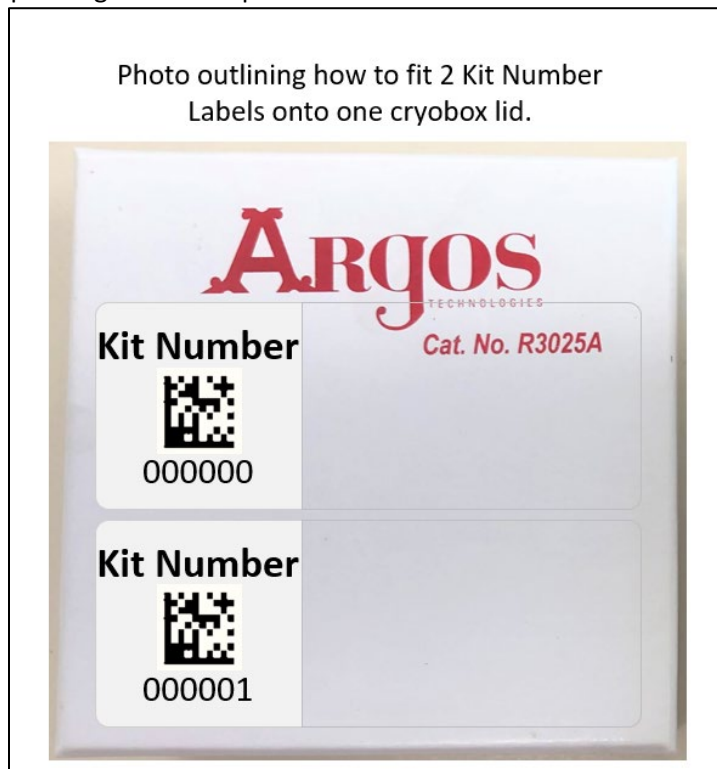 Photo outlining how to fit 2 Kit Number
Labels onto one cryobox lid.
ARGOS
TECHNOLOGIES
Cat. No. R3025A
Kit Number
000000
Kit Number
000001